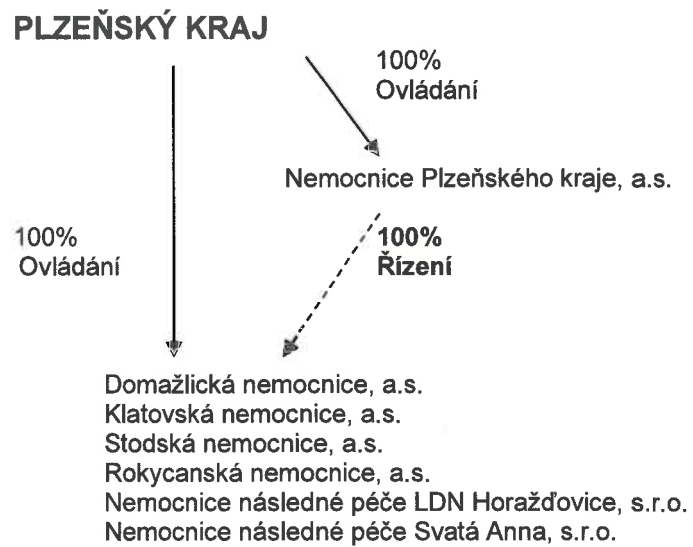 PLZEŇSKÝ KRAJ
100%
Ovládání
Nemocnice Plzeňského kraje, a.s.
100%
Ovládání
100%
Řízení
Domažlická nemocnice, a.s.
Klatovská nemocnice, a.s.
Stodská nemocnice, a.s.
Rokycanská nemocnice, a.s.
Nemocnice následné péče LDN Horažďovice, s.r.o.
Nemocnice následné péče Svatá Anna, s.r.o.